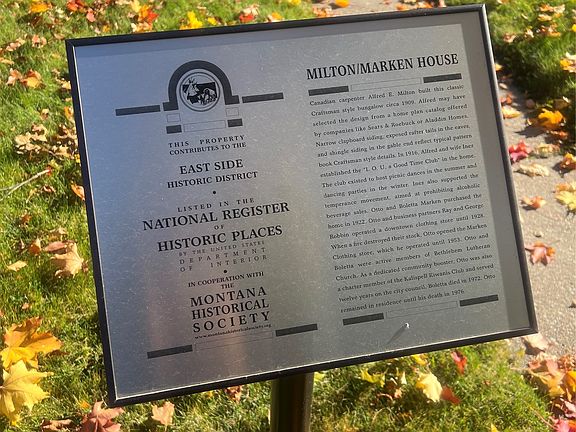 THIS PROPERTY
CONTRIBUTES TO THE
EAST SIDE
HISTORIC DISTRICT
•
LISTED IN THE
NATIONAL REGISTER
OF
HISTORIC PLACES
BY THE UNITED STATES
DEPARTMENT
OF INTERIOR
•
IN COOPERATION WITH
THE
MONTANA
HISTORICAL
SOCIETY
www.montanahistoricalsociety.org
MILTON/MARKEN HOUSE
Canadian carpenter Alfred E. Milton built this classic
Craftsman style bungalow circa 1909. Alfred may have
selected the design from a home plan catalog offered
by companies like Sears & Roebuck or Aladdin Homes.
Narrow clapboard siding, exposed rafter tails in the eaves,
and shingle siding in the gable end reflect typical pattern
book Craftsman style details. In 1916, Alfred and wife Inez
established the "I. O. U. a Good Time Club" in the home.
The club existed to host picnic dances in the summer and
dancing parties in the winter. Inez also supported the
temperance movement, aimed at prohibiting alcoholic
beverage sales. Otto and Boletta Marken purchased the
home in 1922. Otto and business partners Ray and George
Robbin operated a downtown clothing store until 1928.
When a fire destroyed their stock, Otto opened the Marken
Clothing store, which he operated until 1953. Otto and
Boletta were active members of Bethlehem Lutheran
Church. As a dedicated community booster, Otto was also
a charter member of the Kalispell Kiwanis Club and served
twelve years on the city council. Boletta died in 1972. Otto
remained in residence until his death in 1976.